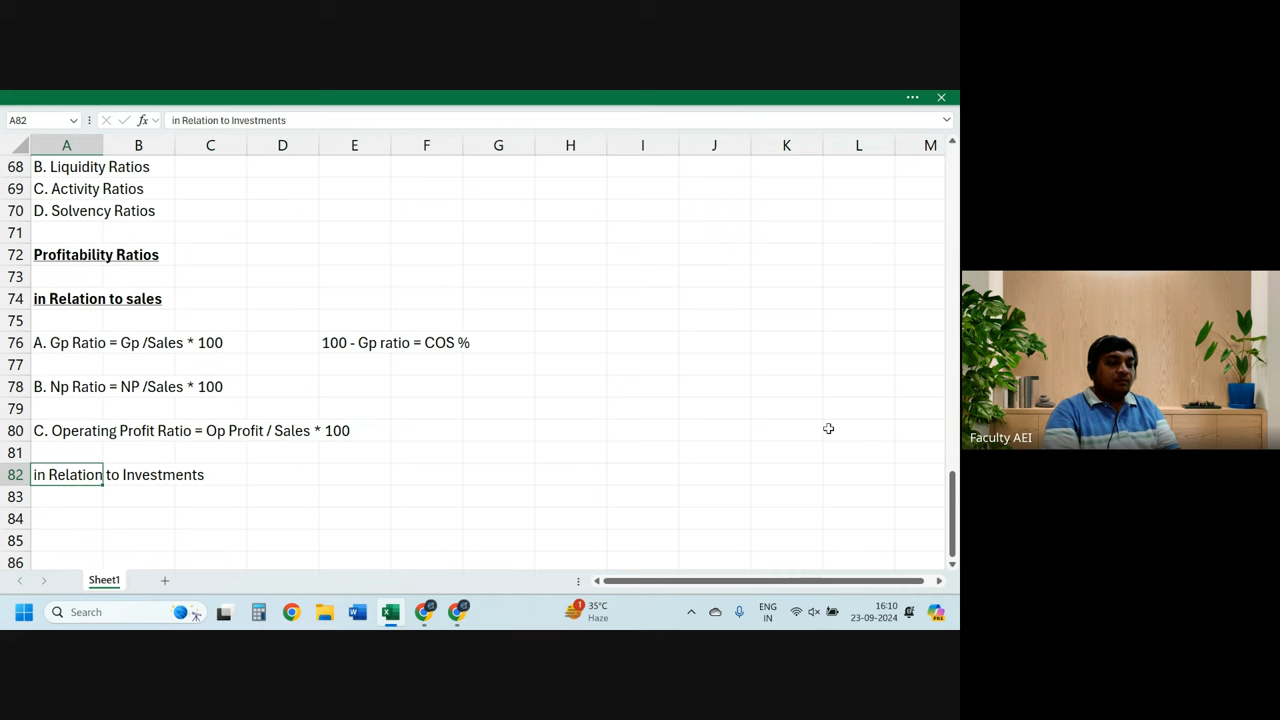 A82
fx
in Relation to Investments
A B C D E F G H I J K L M
68 B. Liquidity Ratios
69 C. Activity Ratios
70 D. Solvency Ratios
71
72 Profitability Ratios
73
74 in Relation to sales
75
76 A. Gp Ratio = Gp /Sales * 100 100 - Gp ratio = COS %
77
78 B. Np Ratio = NP /Sales * 100
79
80 C. Operating Profit Ratio = Op Profit / Sales * 100
81
82 in Relation to Investments
83
84
85
86
Faculty AEI
Sheet1
Search
1
35°C
Haze
ENG
IN
16:10
23-09-2024